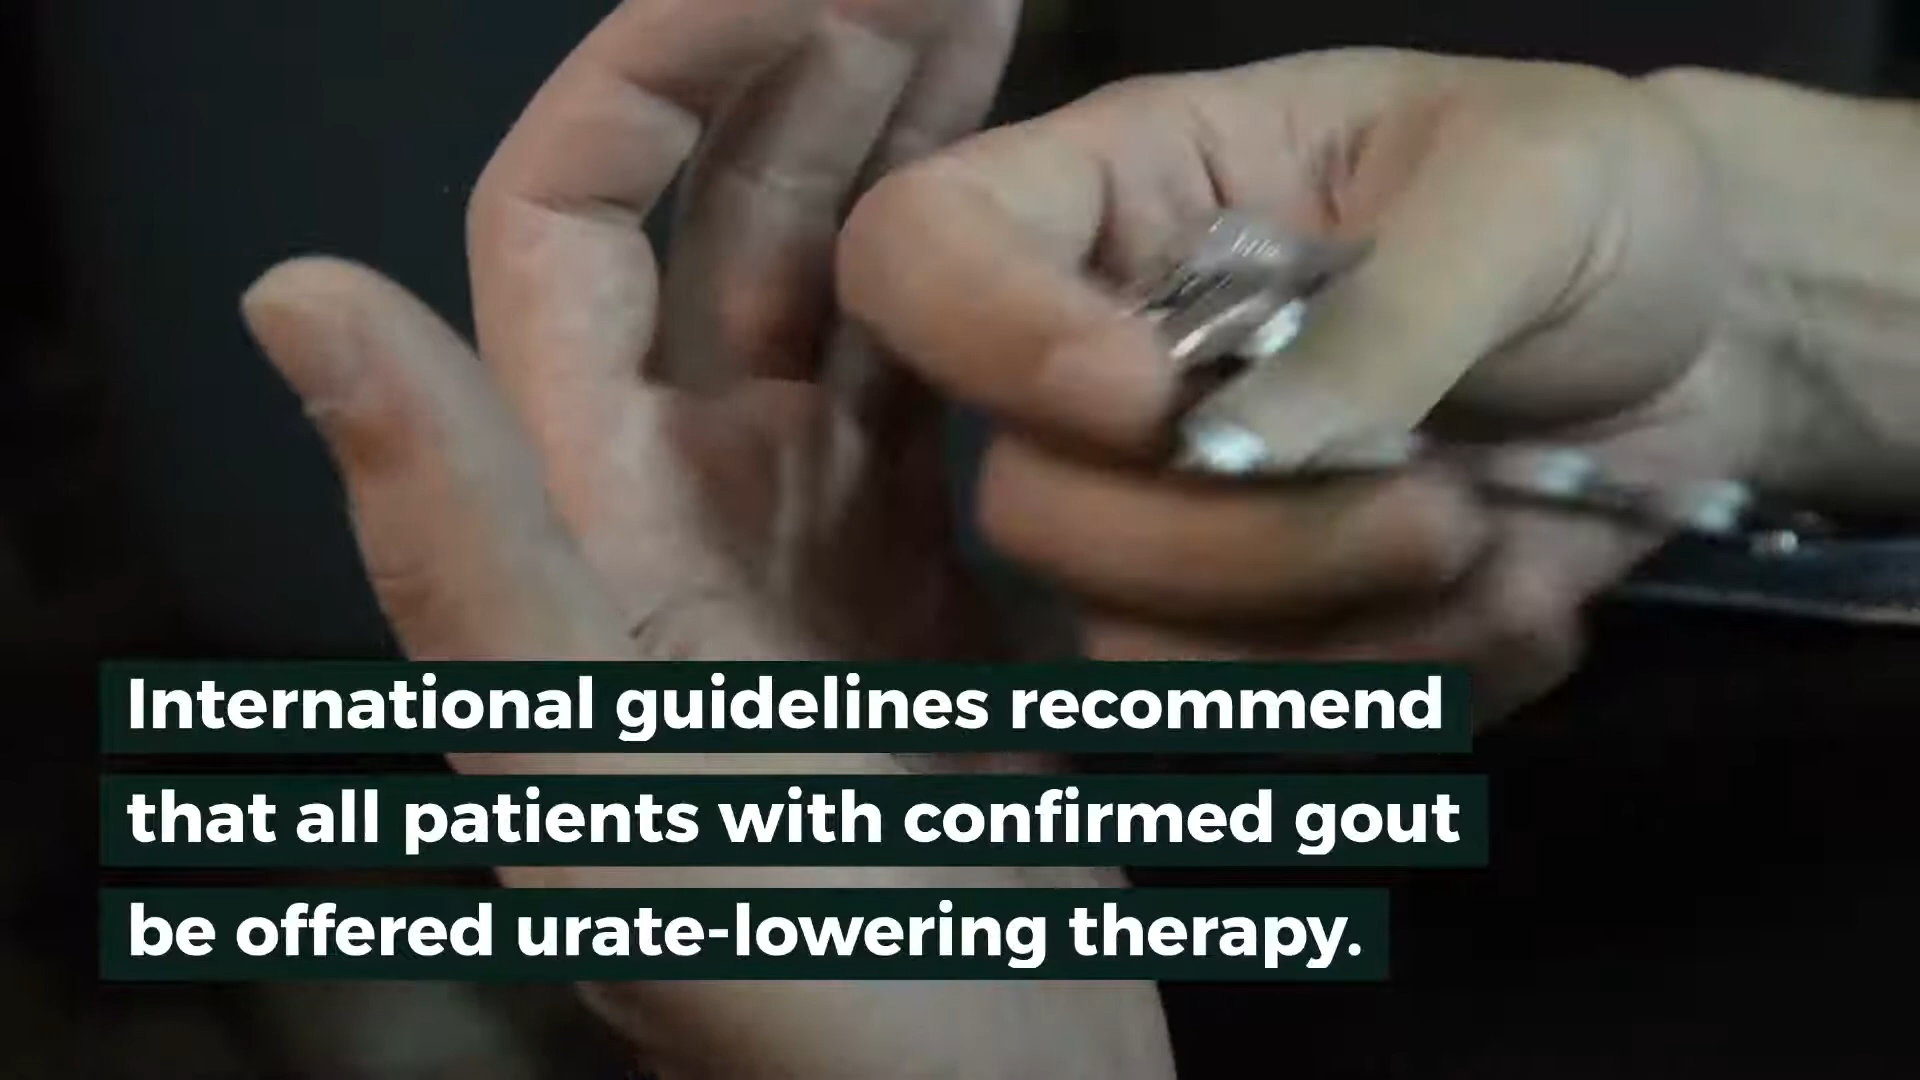 International guidelines recommend
that all patients with confirmed gout
be offered urate-lowering therapy.